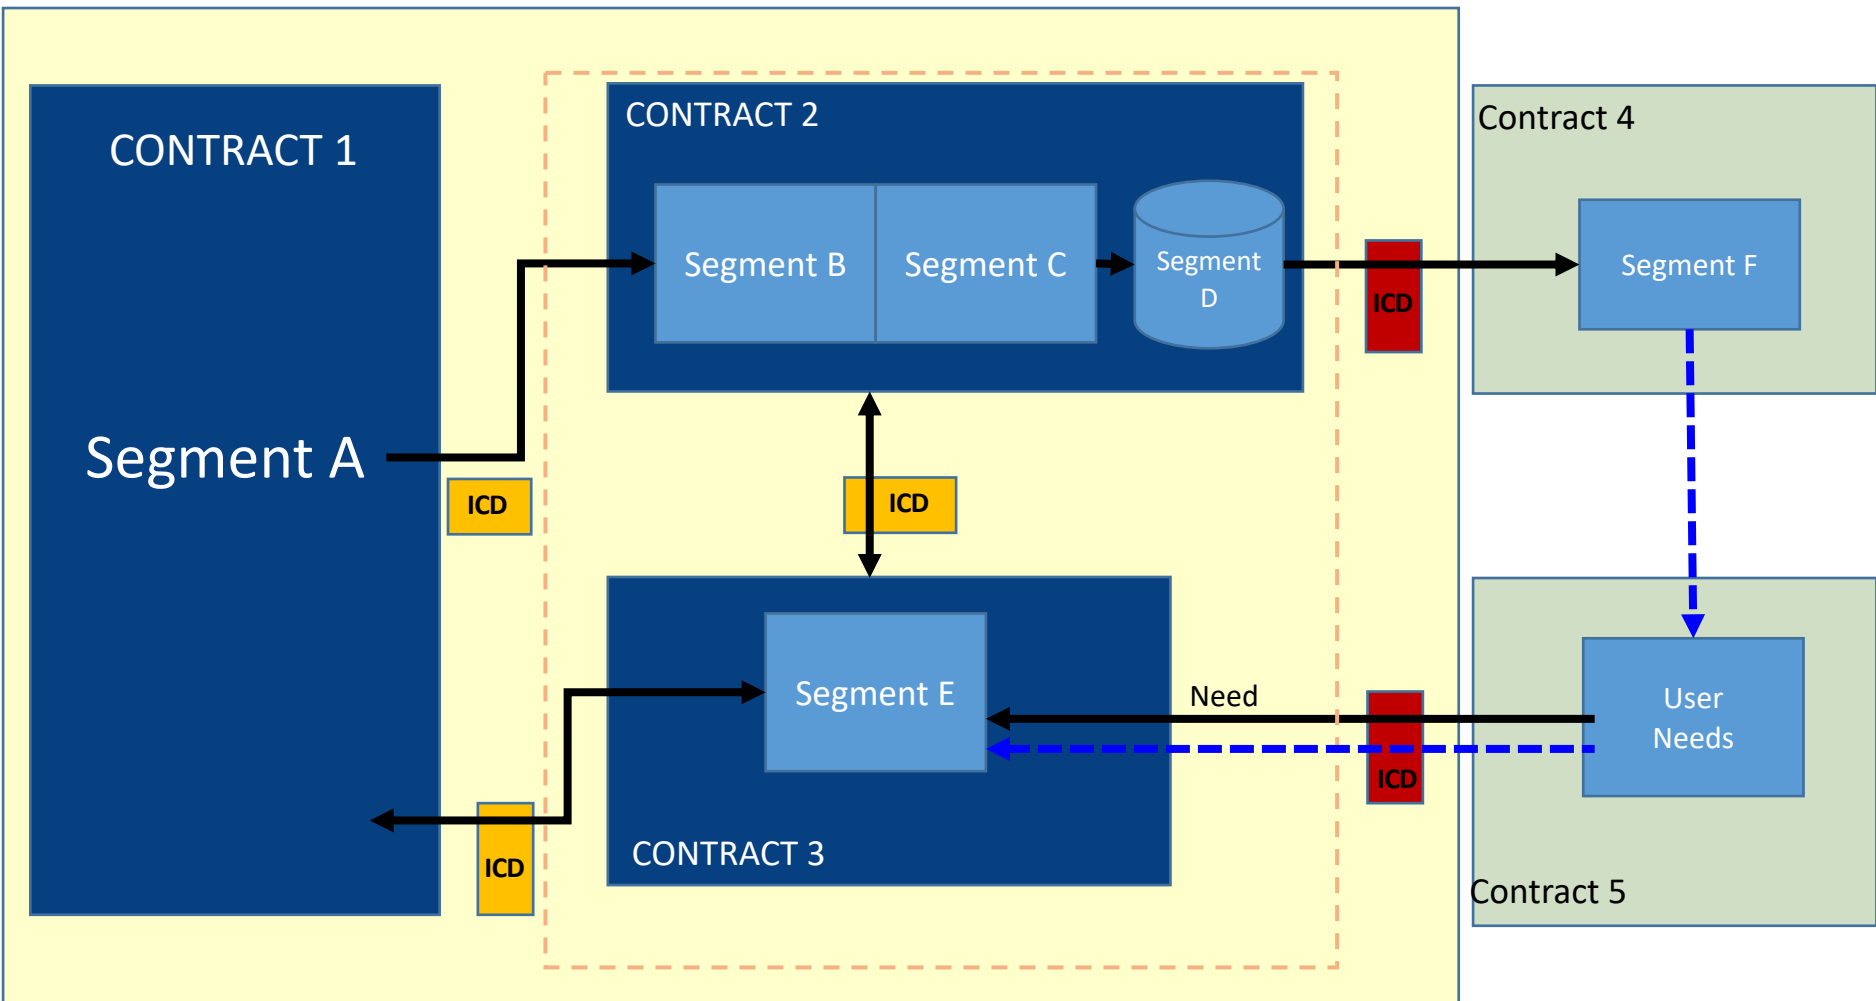 CONTRACT 1
Segment A
ICD
ICD
CONTRACT 2
Segment B
Segment C
Segment
D
ICD
CONTRACT 3
Segment E
Need
ICD
ICD
Contract 4
Segment F
User
Needs
Contract 5